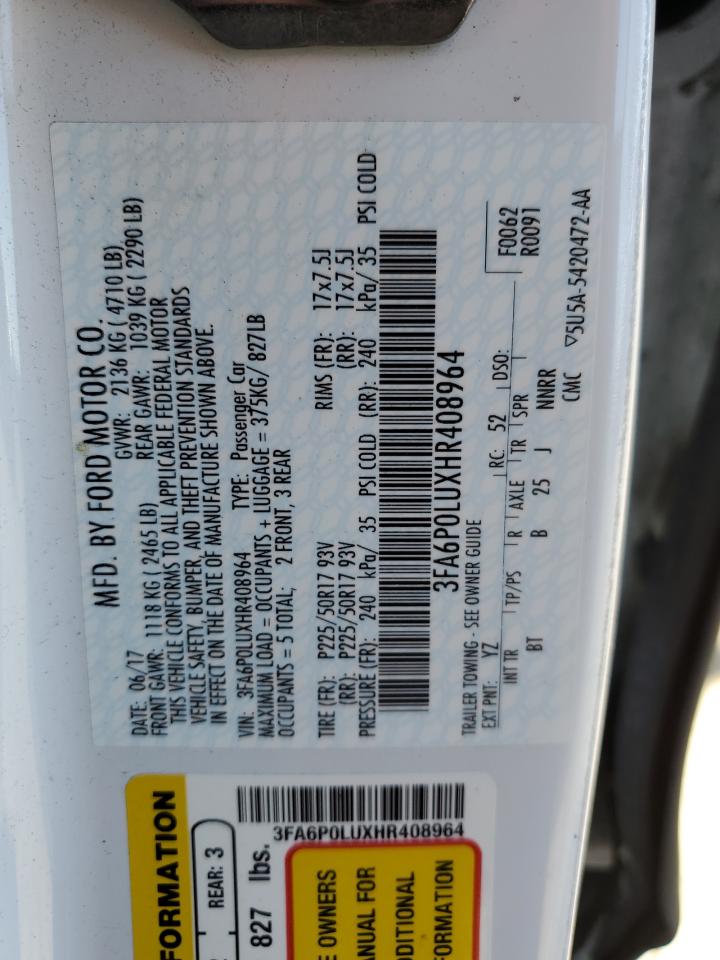 MFD. BY FORD MOTOR CO.
DATE: 06/17 GVWR: 2136 KG ( 4710 LB)
FRONT GAWR: 1118 KG ( 2465 LB) REAR GAWR: 1039 KG ( 2290 LB)
THIS VEHICLE CONFORMS TO ALL APPLICABLE FEDERAL MOTOR
VEHICLE SAFETY, BUMPER, AND THEFT PREVENTION STANDARDS
IN EFFECT ON THE DATE OF MANUFACTURE SHOWN ABOVE.
VIN: 3FA6P0LUXHR408964 TYPE: Passenger Car
MAXIMUM LOAD = OCCUPANTS + LUGGAGE = 375KG/ 827LB
OCCUPANTS = 5 TOTAL; 2 FRONT, 3 REAR
TIRE (FR): P225/50R17 93V RIMS (FR): 17x7.5J
(RR): P225/50R17 93V (RR): 17x7.5J
PRESSURE (FR): 240 kPa/ 35 PSI COLD (RR): 240 kPa/ 35 PSI COLD
3FA6P0LUXHR408964
TRAILER TOWING - SEE OWNER GUIDE
EXT PNT: YZ RC: 52 DSO: F0062
R0091
INT TR TP/PS R AXLE TR SPR
BT B 25 J NNRR
CMC ▽5U5A-5420472-AA
FORMATION
REAR: 3
827 lbs.
3FA6P0LUXHR408964
E OWNERS
ANUAL FOR
DDITIONAL
FORMATION